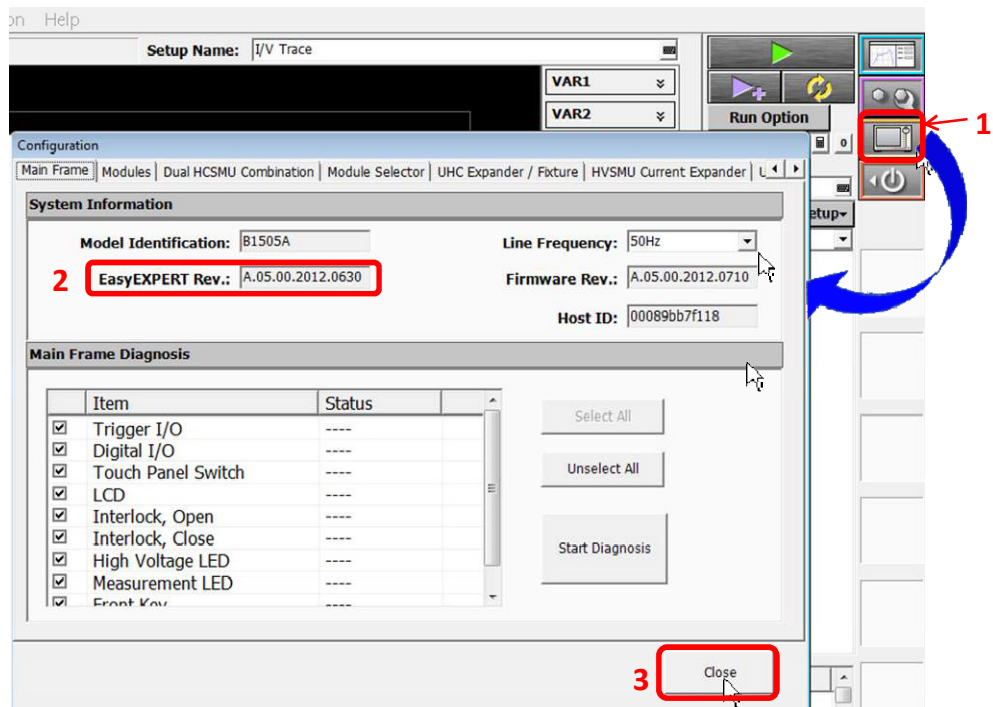 on Help
Setup Name: I/V Trace
VAR1
VAR2
Run Option
1
0
Configuration
Main Frame Modules Dual HCSMU Combination Module Selector UHC Expander / Fixture HVSMU Current Expander U
etup
System Information
Model Identification: B1505A Line Frequency: 50Hz
2 EasyEXPERT Rev.: A.05.00.2012.0630 Firmware Rev.: A.05.00.2012.0710
Host ID: 00089bb7f118
Main Frame Diagnosis
Item Status
Trigger I/O ----
Digital I/O ----
Touch Panel Switch ----
LCD ----
Interlock, Open ----
Interlock, Close ----
High Voltage LED ----
Measurement LED ----
Front Key ----
Select All
Unselect All
Start Diagnosis
3 Close